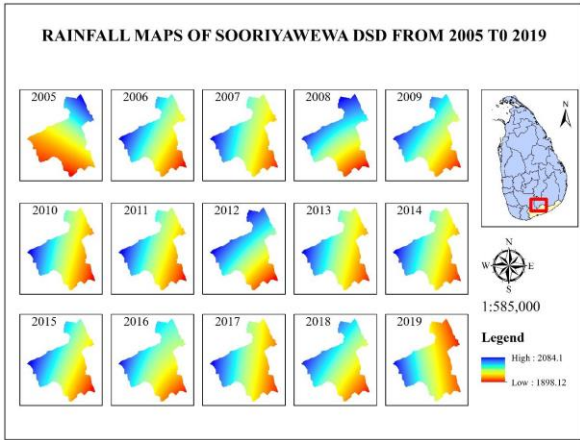 RAINFALL MAPS OF SOORIYAWEWA DSD FROM 2005 T0 2019
2005 2006 2007 2008 2009
N
2010 2011 2012 2013 2014
N
W E
S
1:585,000
2015 2016 2017 2018 2019
Legend
High : 2084.1
Low : 1898.12